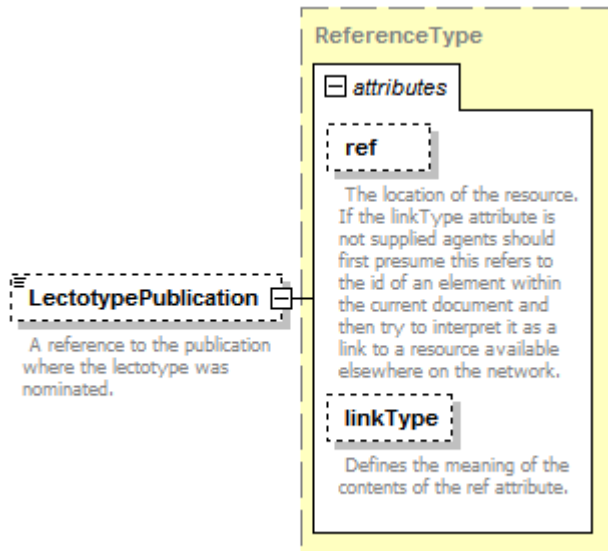 ReferenceType
attributes
ref
The location of the resource.
If the linkType attribute is
not supplied agents should
first presume this refers to
the id of an element within
the current document and
then try to interpret it as a
link to a resource available
elsewhere on the network.
LectotypePublication
A reference to the publication
where the lectotype was
nominated.
linkType
Defines the meaning of the
contents of the ref attribute.